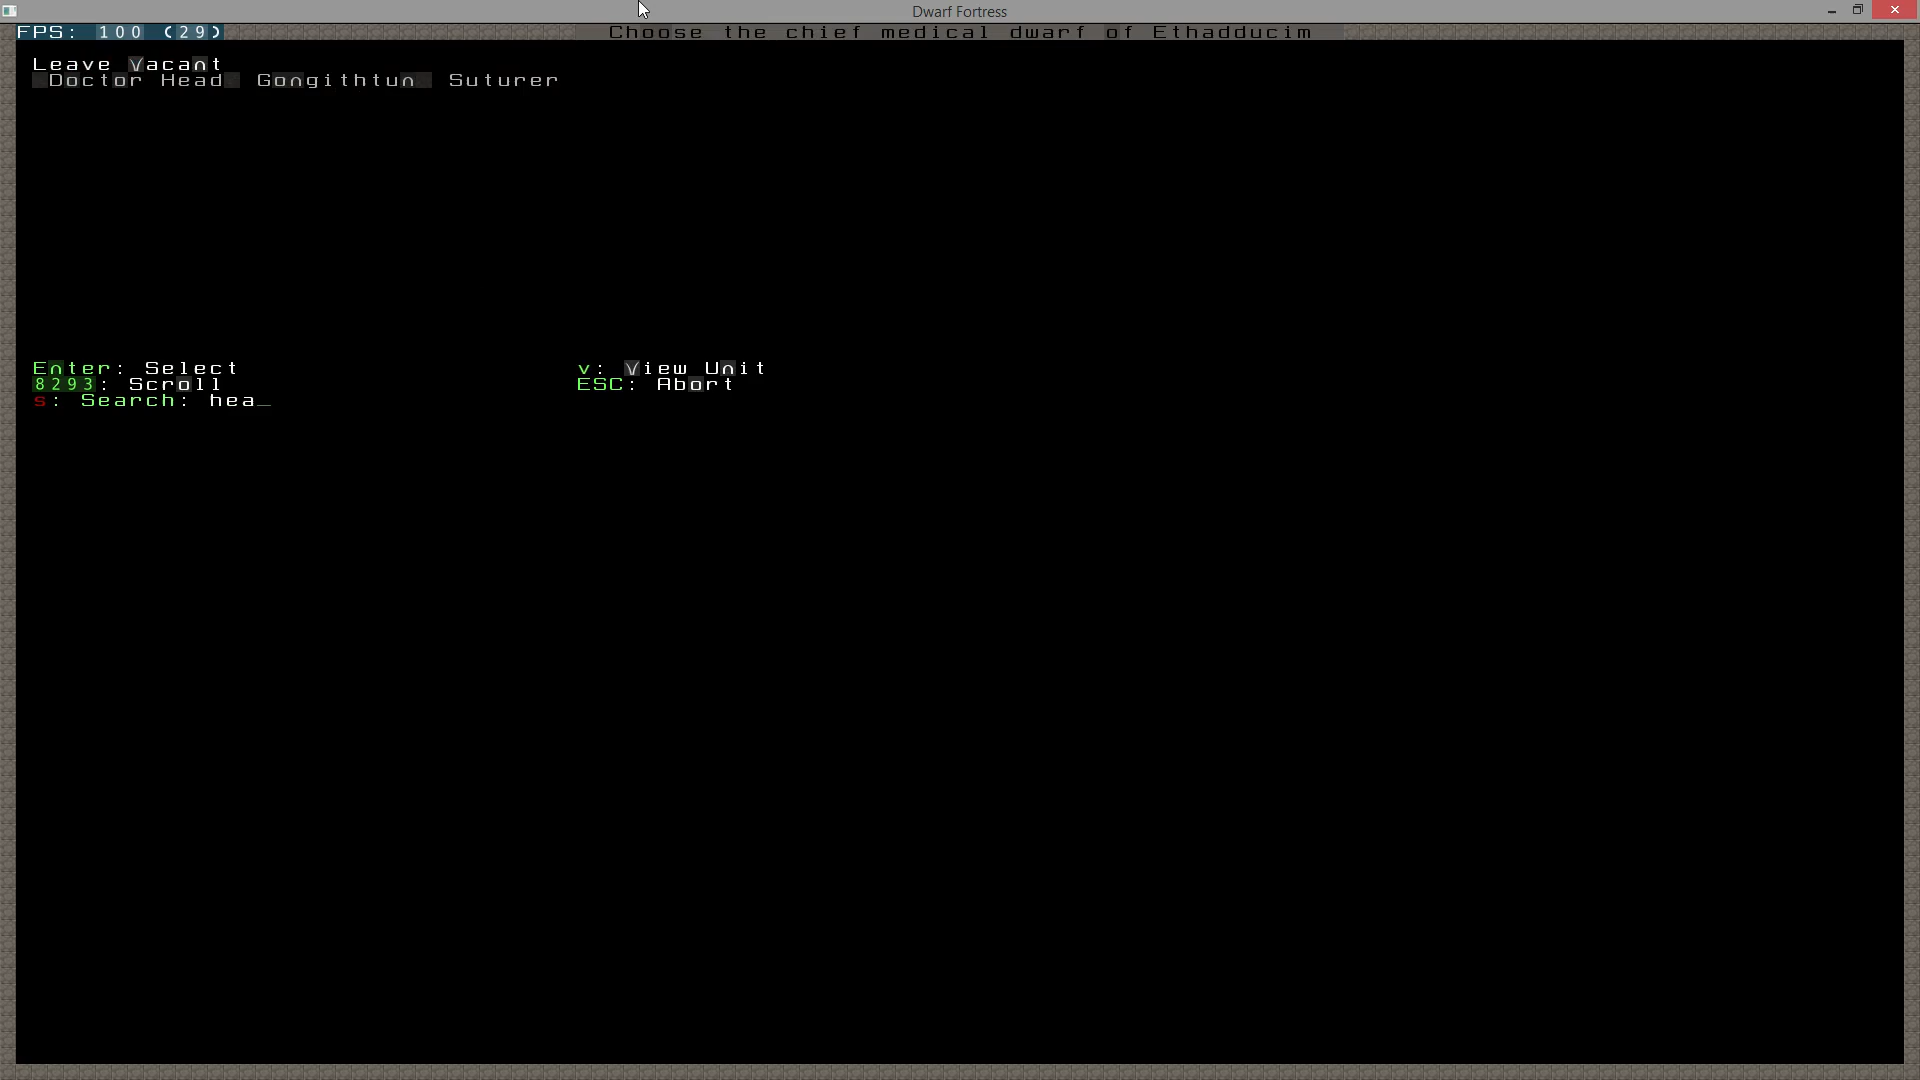 Dwarf Fortress
FPS: 100 (29)
Choose the chief medical dwarf of Ethadducim
Leave Vacant
Doctor Head Gongithtun Suturer
Enter: Select
v: View Unit
8293: Scroll
ESC: Abort
s: Search: hea_